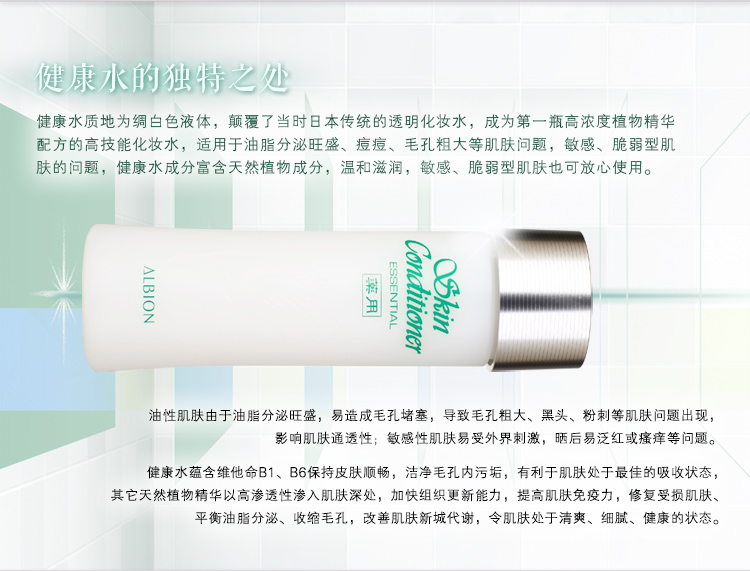 健康水的独特之处
健康水质地为绸白色液体，颠覆了当时日本传统的透明化妆水，成为第一瓶高浓度植物精华
配方的高技能化妆水，适用于油脂分泌旺盛、痘痘、毛孔粗大等肌肤问题，敏感、脆弱型肌
肤的问题，健康水成分富含天然植物成分，温和滋润，敏感、脆弱型肌肤也可放心使用。
ALBION
Skin
Conditioner
ESSENTIAL
薬用
油性肌肤由于油脂分泌旺盛，易造成毛孔堵塞，导致毛孔粗大、黑头、粉刺等肌肤问题出现，
影响肌肤通透性；敏感性肌肤易受外界刺激，晒后易泛红或瘙痒等问题。
健康水蕴含维他命B1、B6保持皮肤顺畅，洁净毛孔内污垢，有利于肌肤处于最佳的吸收状态，
其它天然植物精华以高渗透性渗入肌肤深处，加快组织更新能力，提高肌肤免疫力，修复受损肌肤、
平衡油脂分泌、收缩毛孔，改善肌肤新城代谢，令肌肤处于清爽、细腻、健康的状态。